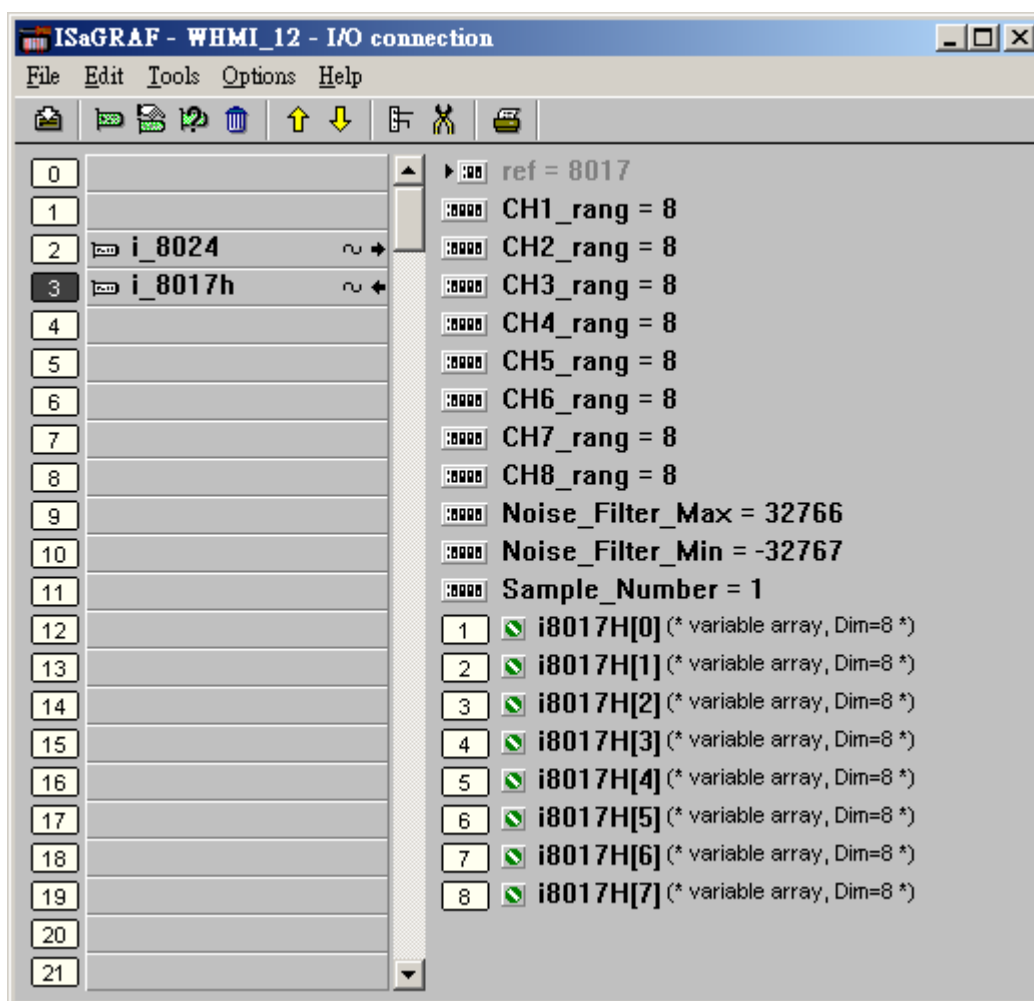 ISaGRAF - WHMI_12 - I/O connection
File Edit Tools Options Help
0
1
2 i_8024
3 i_8017h
4
5
6
7
8
9
10
11
12
13
14
15
16
17
18
19
20
21
ref = 8017
CH1_rang = 8
CH2_rang = 8
CH3_rang = 8
CH4_rang = 8
CH5_rang = 8
CH6_rang = 8
CH7_rang = 8
CH8_rang = 8
Noise_Filter_Max = 32766
Noise_Filter_Min = -32767
Sample_Number = 1
1 i8017H[0] (* variable array, Dim=8 *)
2 i8017H[1] (* variable array, Dim=8 *)
3 i8017H[2] (* variable array, Dim=8 *)
4 i8017H[3] (* variable array, Dim=8 *)
5 i8017H[4] (* variable array, Dim=8 *)
6 i8017H[5] (* variable array, Dim=8 *)
7 i8017H[6] (* variable array, Dim=8 *)
8 i8017H[7] (* variable array, Dim=8 *)